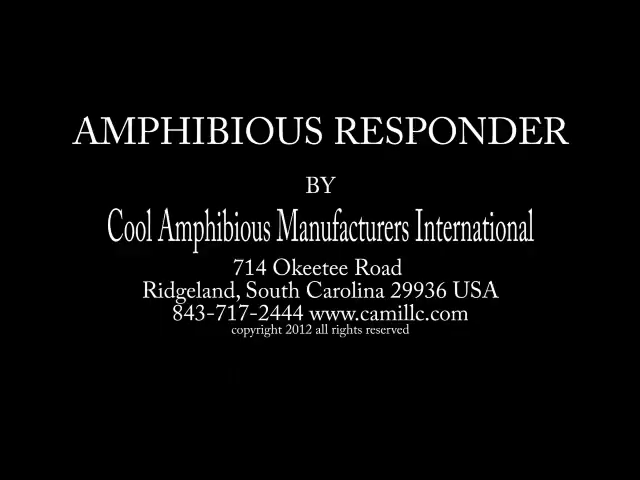 AMPHIBIOUS RESPONDER
BY
Cool Amphibious Manufacturers International
714 Okeetee Road
Ridgeland, South Carolina 29936 USA
843-717-2444 www.camillc.com
copyright 2012 all rights reserved